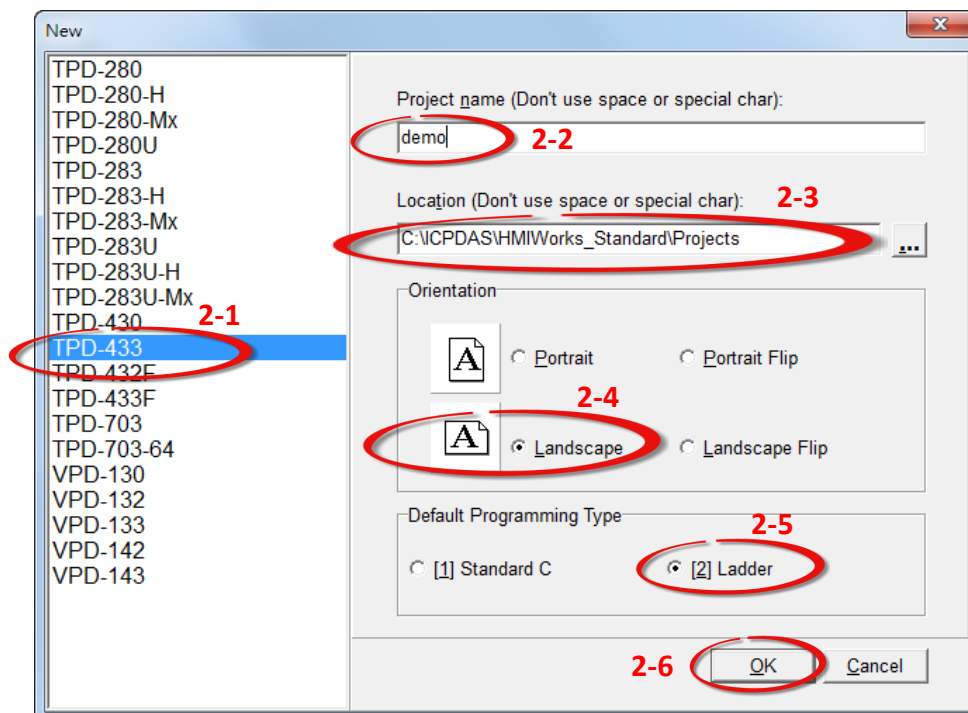 New
TPD-280
TPD-280-H
TPD-280-Mx
TPD-280U
TPD-283
TPD-283-H
TPD-283-Mx
TPD-283U
TPD-283U-H
TPD-283U-Mx
TPD-430
2-1
TPD-433
TPD-432F
TPD-433F
TPD-703
TPD-703-64
VPD-130
VPD-132
VPD-133
VPD-142
VPD-143
Project name (Don't use space or special char):
demo
2-2
Location (Don't use space or special char):
2-3
C:\ICPDAS\HMIWorks_Standard\Projects
...
Orientation
A
Portrait
Portrait Flip
2-4
A
Landscape
Landscape Flip
Default Programming Type
2-5
[1] Standard C
[2] Ladder
2-6
OK
Cancel